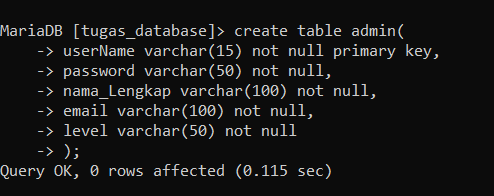 MariaDB [tugas_database]> create table admin(
    -> userName varchar(15) not null primary key,
    -> password varchar(50) not null,
    -> nama_Lengkap varchar(100) not null,
    -> email varchar(100) not null,
    -> level varchar(50) not null
    -> );
Query OK, 0 rows affected (0.115 sec)